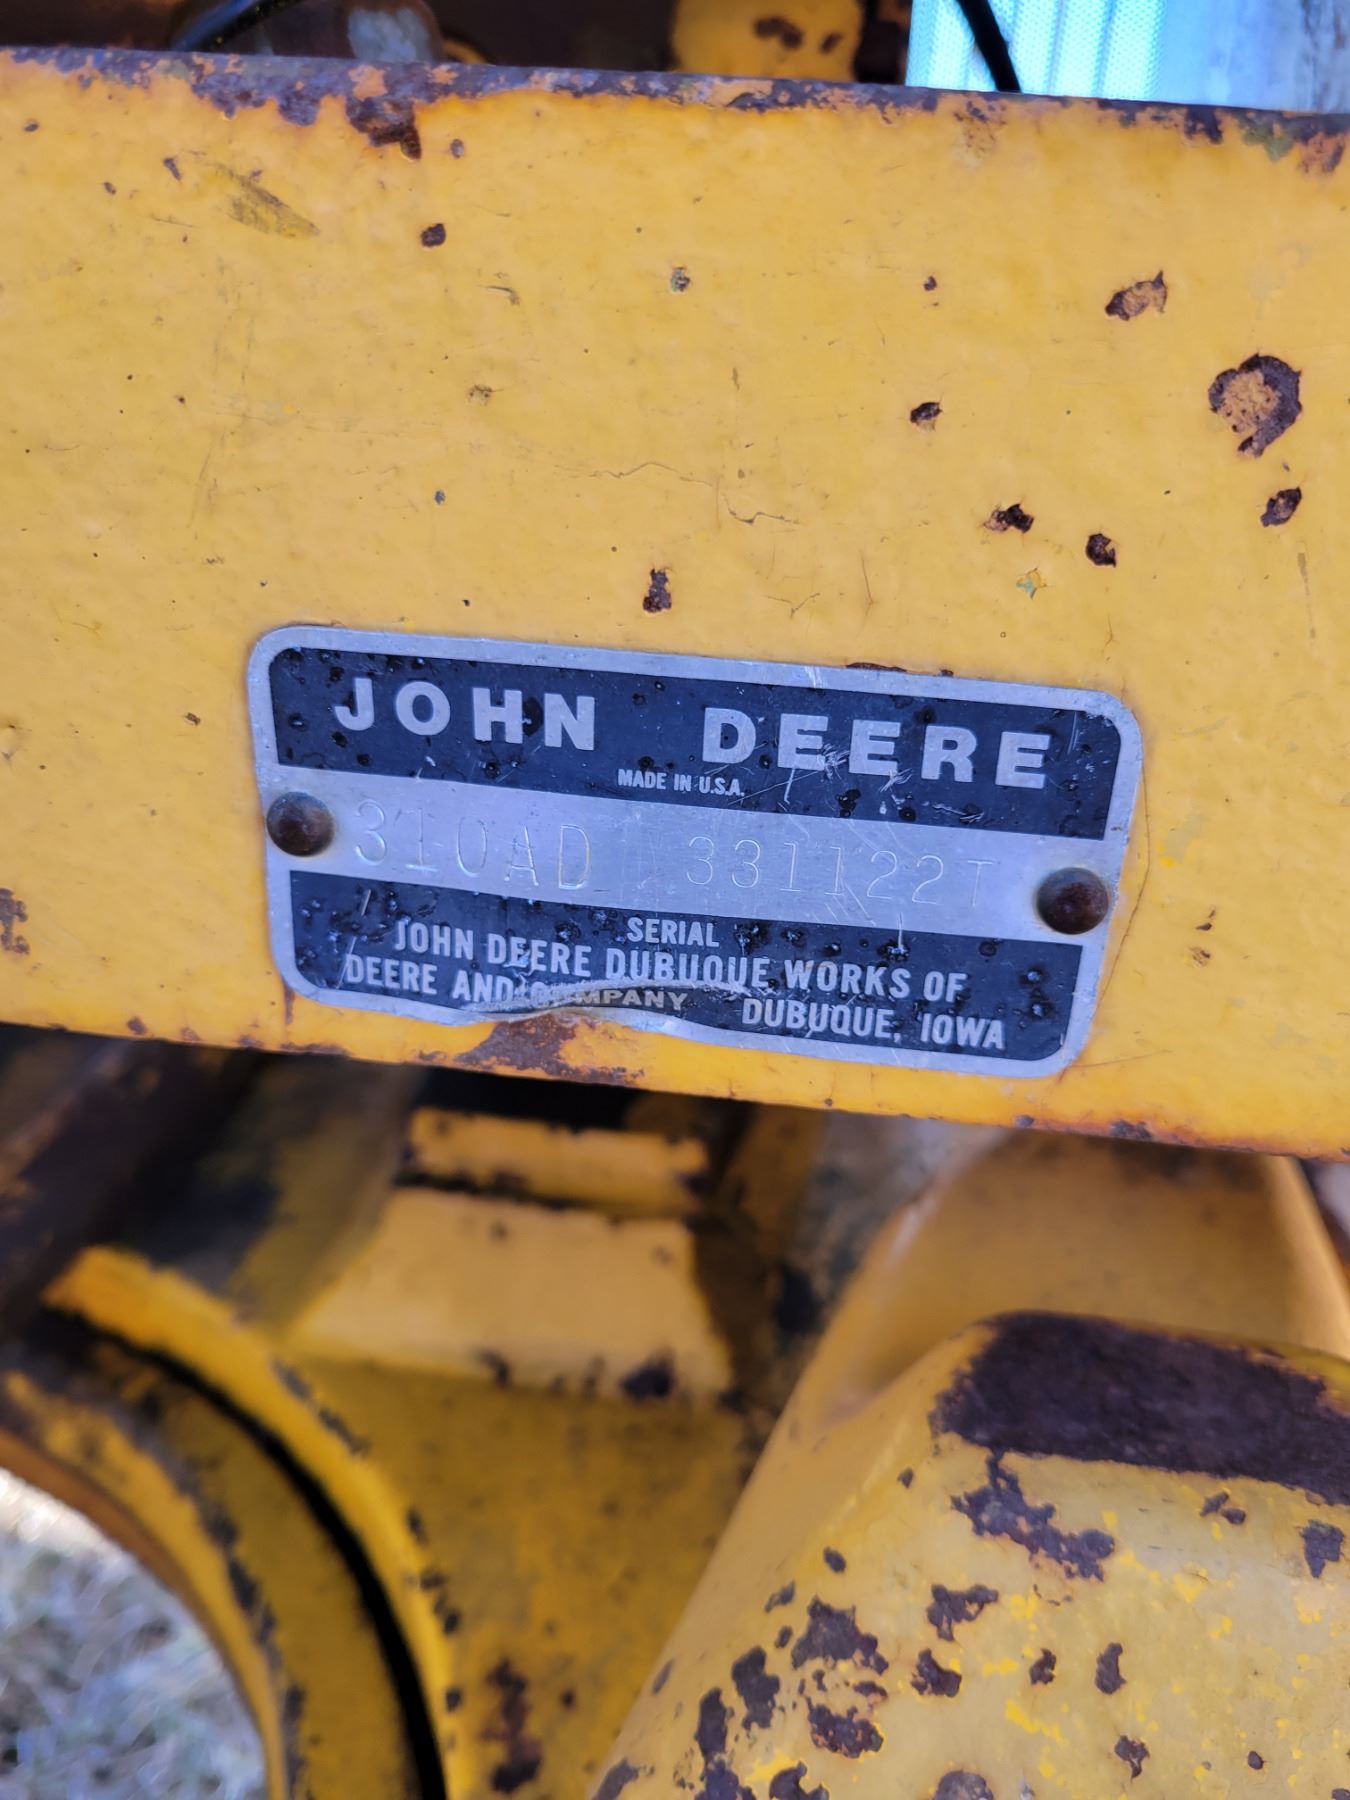 JOHN DEERE
MADE IN U.S.A.
310AD 331122T
SERIAL
JOHN DEERE DUBUQUE WORKS OF
DEERE AND COMPANY DUBUQUE, IOWA